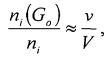 n_i(G_o)/n_i ≈ v/V,